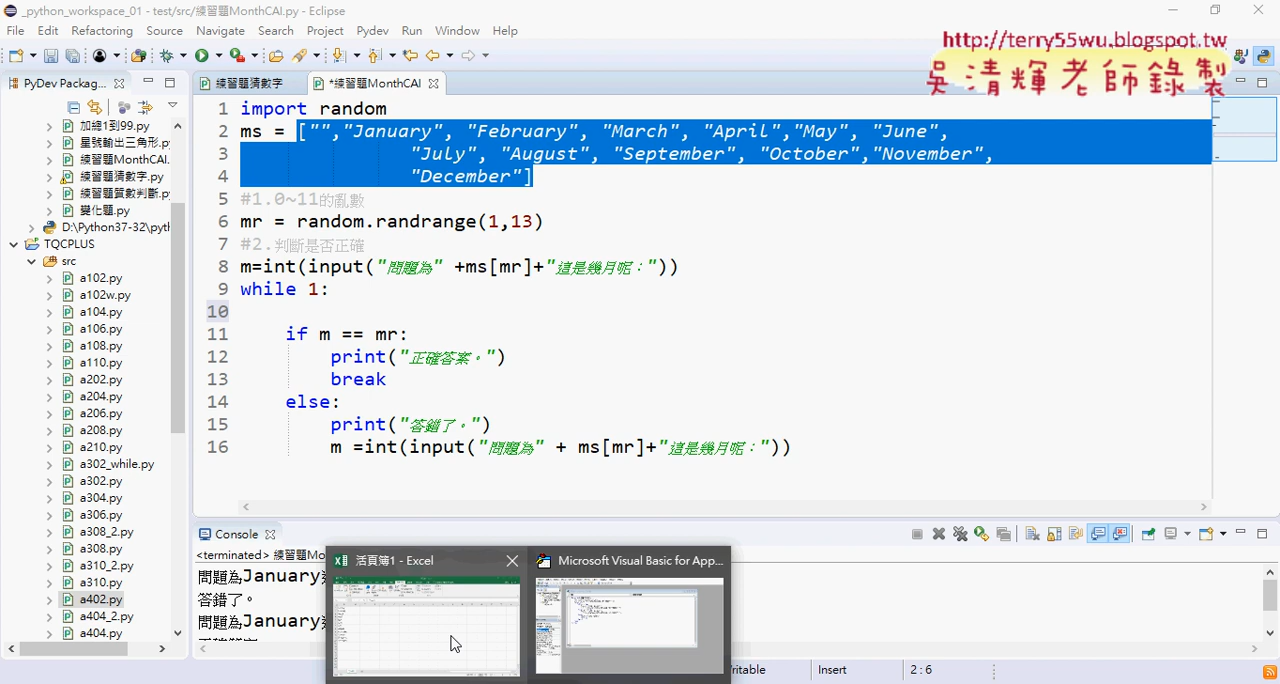 _python_workspace_01 - test/src/練習題MonthCAI.py - Eclipse
File Edit Refactoring Source Navigate Search Project Pydev Run Window Help
http://terry55wu.blogspot.tw
吳清輝老師錄製
PyDev Packag...
練習題猜數字
*練習題MonthCAI
加總1到99.py
星號輸出三角形.py
練習題MonthCAI.
練習題猜數字.py
練習題質數判斷.py
變化題.py
D:\Python37-32\pyth
TQCPLUS
src
a102.py
a102w.py
a104.py
a106.py
a108.py
a110.py
a202.py
a204.py
a206.py
a208.py
a210.py
a302_while.py
a302.py
a304.py
a306.py
a308_2.py
a308.py
a310_2.py
a310.py
a402.py
a404_2.py
a404.py
1 import random
2 ms = ["","January", "February", "March", "April","May", "June",
3 "July", "August", "September", "October","November",
4 "December"]
5 #1.0~11的亂數
6 mr = random.randrange(1,13)
7 #2.判斷是否正確
8 m=int(input("問題為" +ms[mr]+"這是幾月呢："))
9 while 1:
10
11 if m == mr:
12 print("正確答案。")
13 break
14 else:
15 print("答錯了。")
16 m =int(input("問題為" + ms[mr]+"這是幾月呢："))
Console
<terminated> 練習題Mo
問題為January
答錯了。
問題為January
活頁簿1 - Excel
Microsoft Visual Basic for App...
ritable Insert 2 : 6